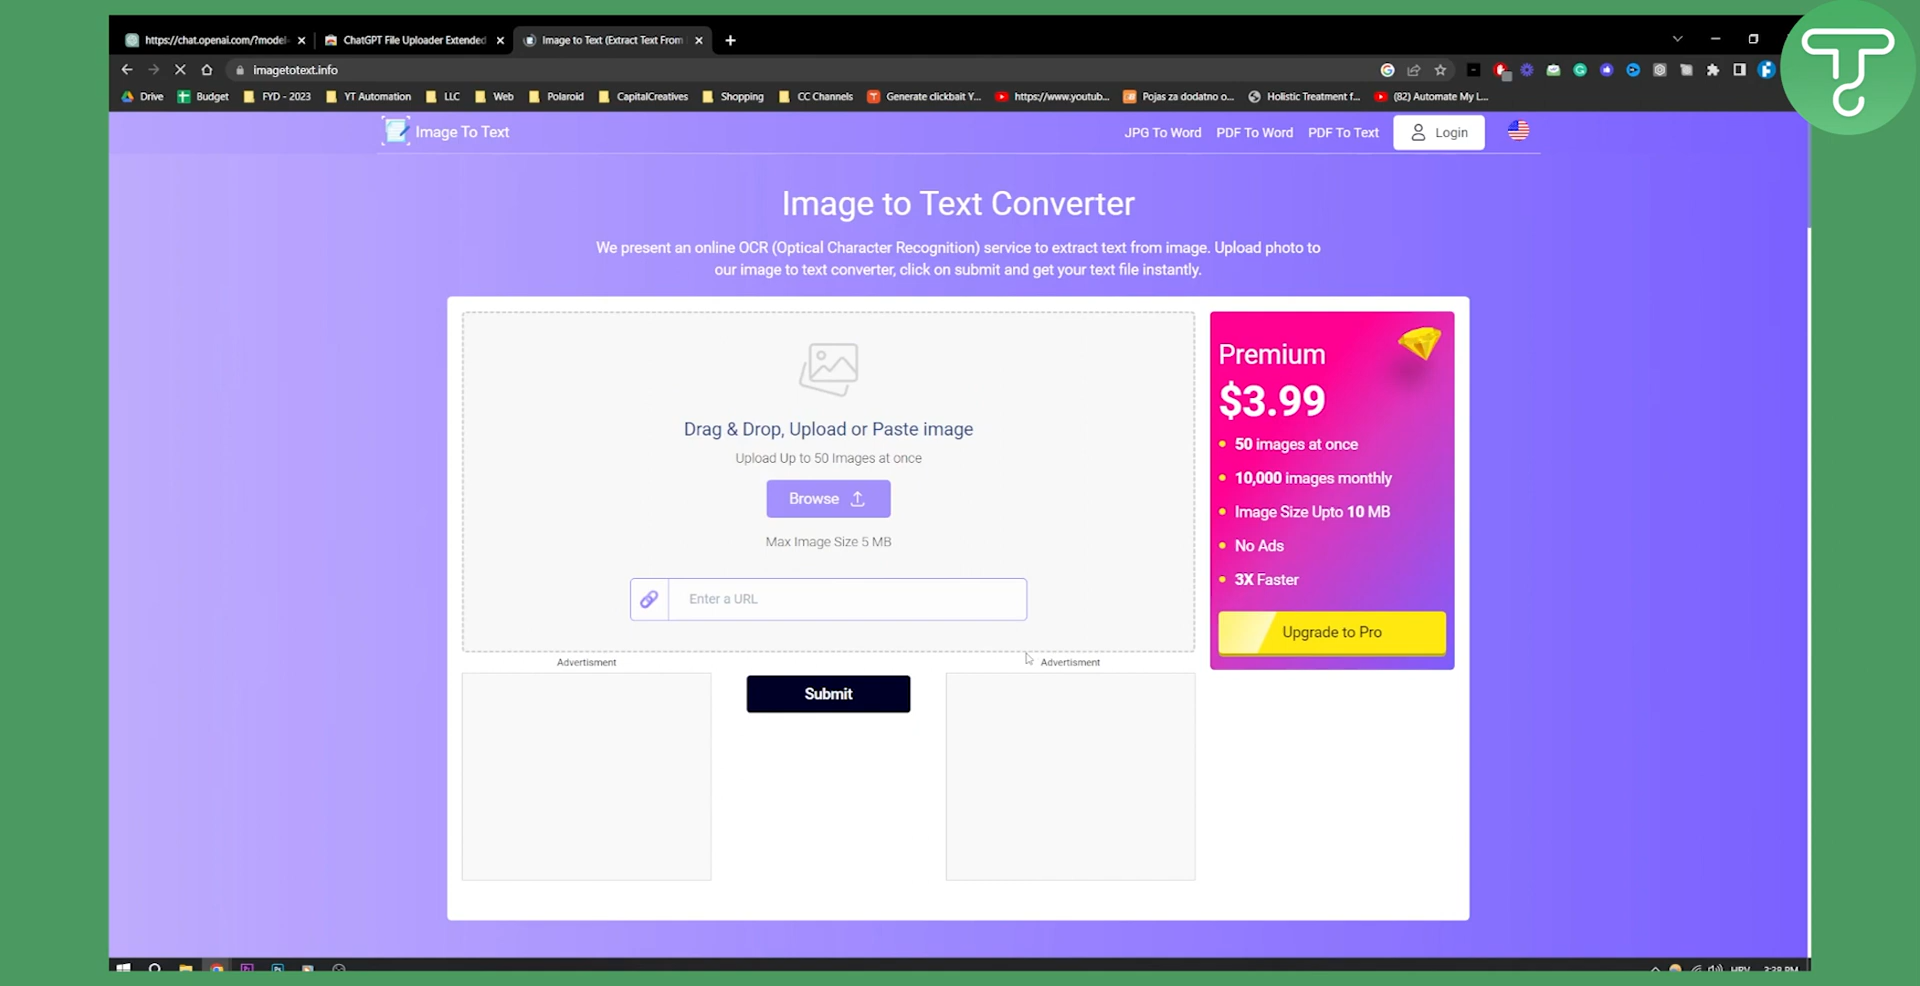 https://chat.openai.com/?model-
ChatGPT File Uploader Extended
Image to Text (Extract Text From
imagetotext.info
Drive
Budget
FYD - 2023
YT Automation
LLC
Web
Polaroid
CapitalCreatives
Shopping
CC Channels
Generate clickbait Y...
https://www.youtub...
Pojas za dodatno o...
Holistic Treatment f...
(82) Automate My L...
Image To Text
JPG To Word
PDF To Word
PDF To Text
Login
Image to Text Converter
We present an online OCR (Optical Character Recognition) service to extract text from image. Upload photo to
our image to text converter, click on submit and get your text file instantly.
Drag & Drop, Upload or Paste image
Upload Up to 50 Images at once
Browse
Max Image Size 5 MB
Enter a URL
Premium
$3.99
50 images at once
10,000 images monthly
Image Size Upto 10 MB
No Ads
3X Faster
Upgrade to Pro
Advertisment
Advertisment
Submit
HRV
3:38 PM